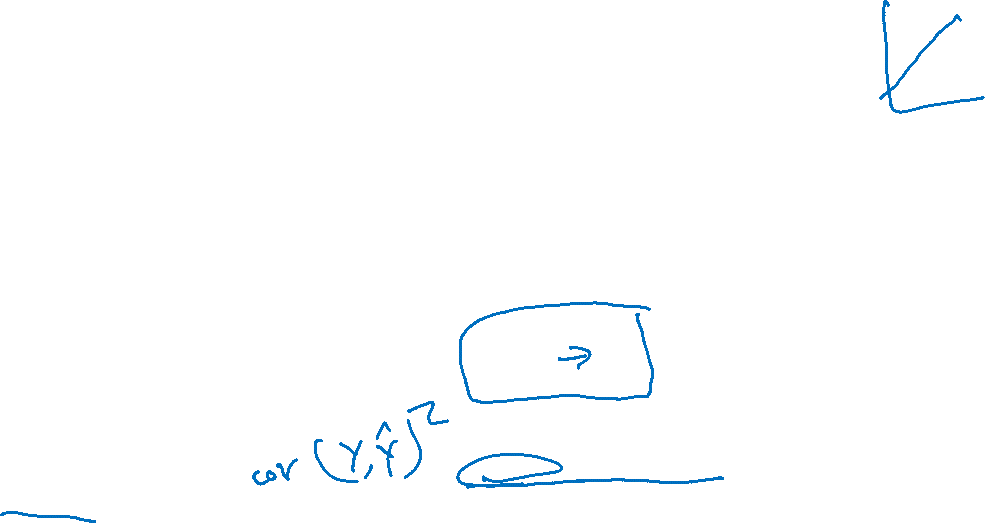 cor (Y, Ŷ)²